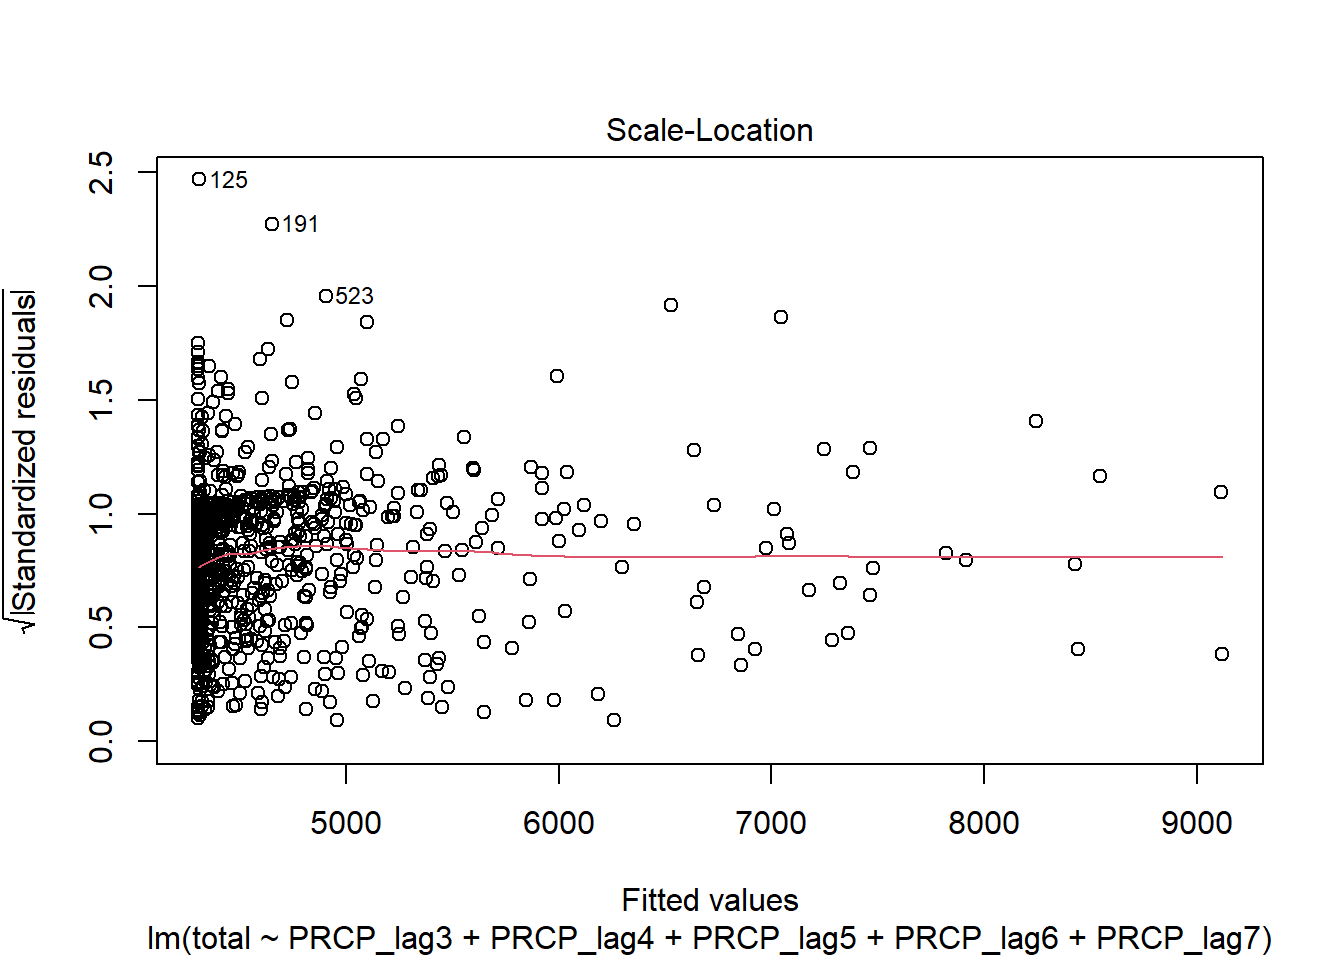 Scale-Location
2.5
2.0
1.5
1.0
0.5
0.0
√|Standardized residuals|
125
191
523
5000 6000 7000 8000 9000
Fitted values
lm(total ~ PRCP_lag3 + PRCP_lag4 + PRCP_lag5 + PRCP_lag6 + PRCP_lag7)